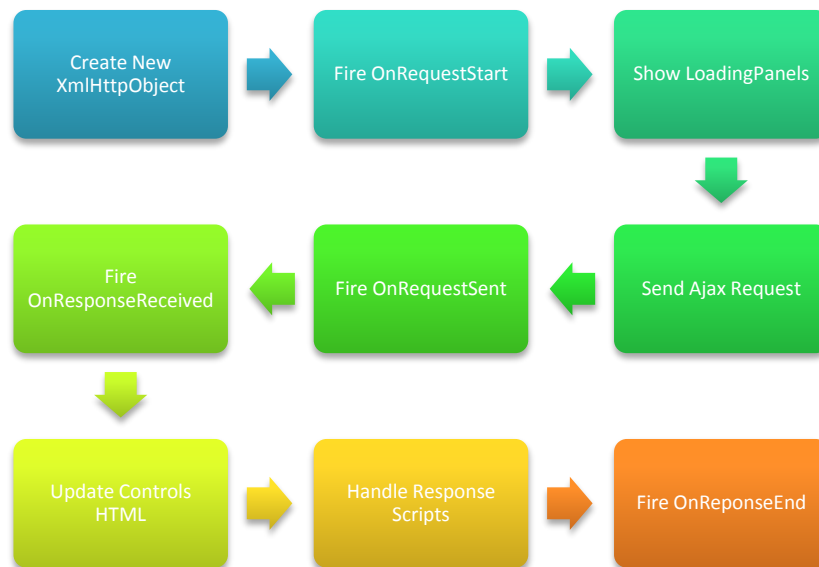 Create New
XmlHttpObject
Fire OnRequestStart
Show LoadingPanels
Send Ajax Request
Fire OnRequestSent
Fire
OnResponseReceived
Update Controls
HTML
Handle Response
Scripts
Fire OnReponseEnd